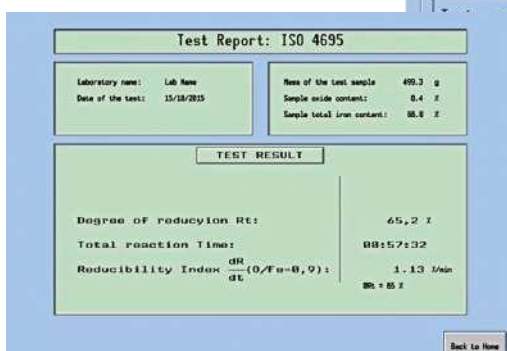 Test Report: ISO 4695
Laboratory name: Lab Name
Date of the test: 15/10/2015
Mass of the test sample 499.3 g
Sample oxide content: 0.4 %
Sample total iron content: 66.8 %
TEST RESULT
Degree of reducyion Rt: 65,2 %
Total reaction Time: 00:57:32
Reducibility Index dR/dt (O/Fe=0,9): 1.13 %/min
@Rt = 65 %
Back to Home